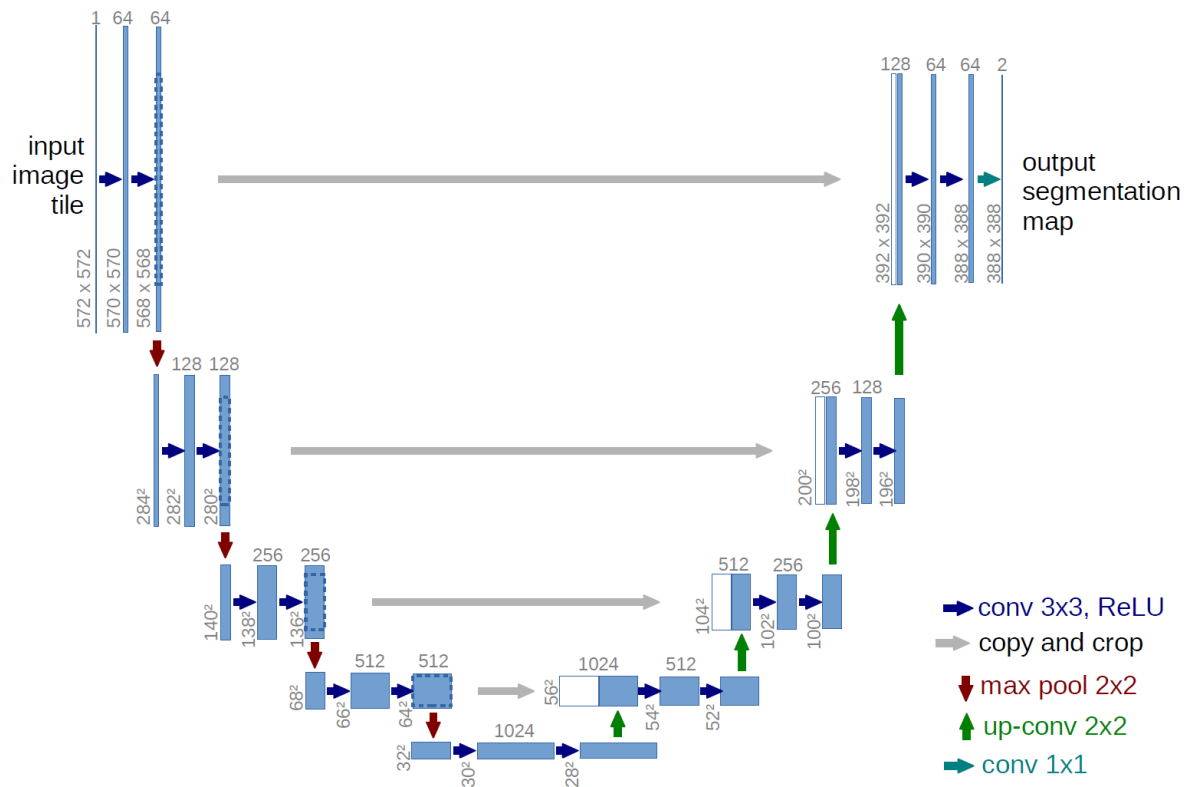 1 64 64
input
image
tile
572 x 572
570 x 570
568 x 568
128 64 64 2
output
segmentation
map
392 x 392
390 x 390
388 x 388
388 x 388
128 128
284²
282²
280²
256 128
200²
198²
196²
256 256
140²
138²
136²
512 256
104²
102²
100²
512 512
68²
66²
64²
1024 512
56²
54²
52²
1024
32²
30²
28²
conv 3x3, ReLU
copy and crop
max pool 2x2
up-conv 2x2
conv 1x1